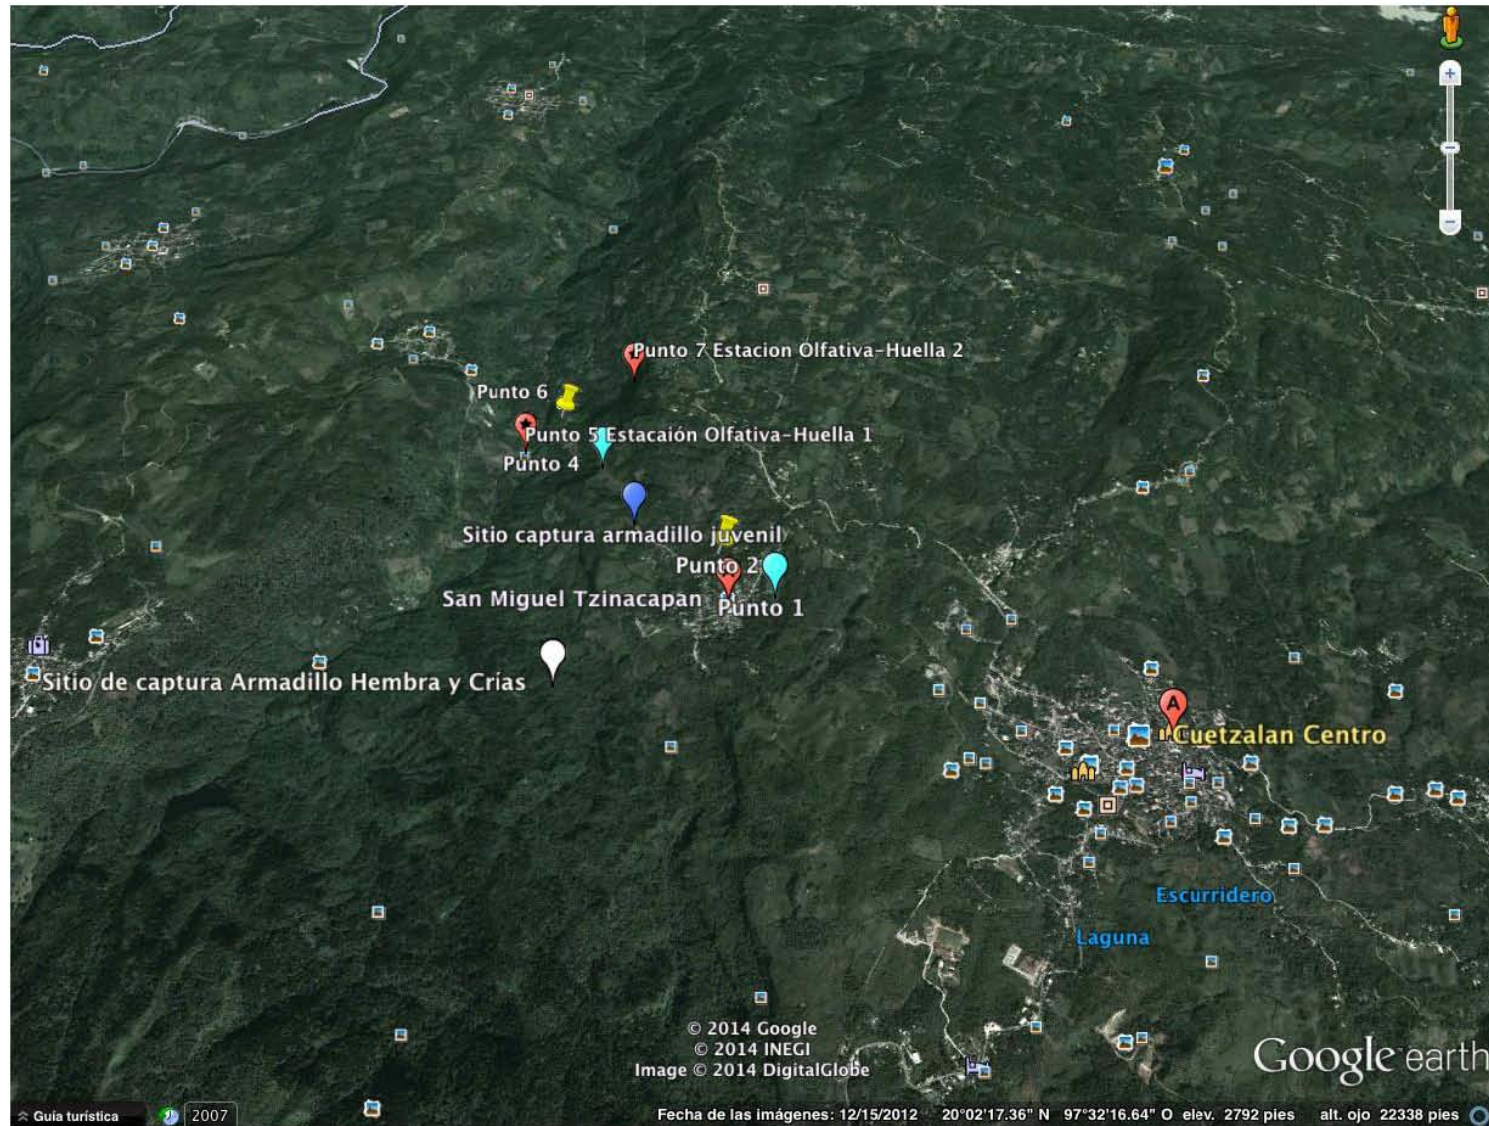 Punto 7 Estacion Olfativa-Huella 2
Punto 6
Punto 5 Estacaión Olfativa-Huella 1
Punto 4
Sitio captura armadillo juvenil
Punto 2
San Miguel Tzinacapan
Punto 1
Sitio de captura Armadillo Hembra y Crías
A
Cuetzalan Centro
Escurridero
Laguna
© 2014 Google
© 2014 INEGI
Image © 2014 DigitalGlobe
Google earth
Guía turística
2007
Fecha de las imágenes: 12/15/2012 20°02'17.36" N 97°32'16.64" O elev. 2792 pies alt. ojo 22338 pies